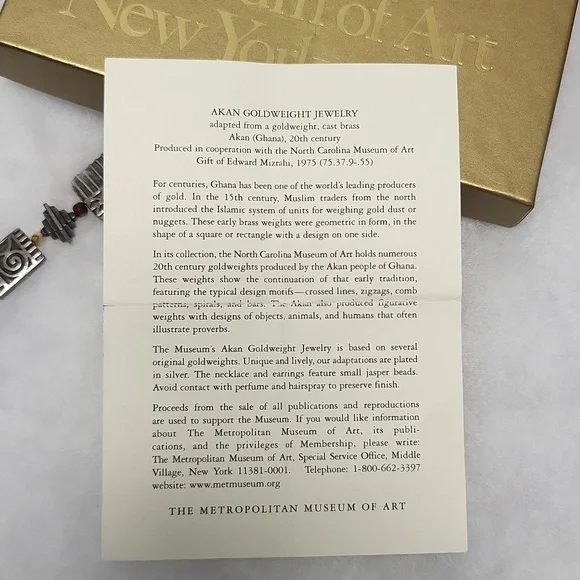 um of Art
New York
AKAN GOLDWEIGHT JEWELRY
adapted from a goldweight, cast brass
Akan (Ghana), 20th century
Produced in cooperation with the North Carolina Museum of Art
Gift of Edward Mizrahi, 1975 (75.37.9-.55)
For centuries, Ghana has been one of the world's leading producers
of gold. In the 15th century, Muslim traders from the north
introduced the Islamic system of units for weighing gold dust or
nuggets. These early brass weights were geometric in form, in the
shape of a square or rectangle with a design on one side.
In its collection, the North Carolina Museum of Art holds numerous
20th century goldweights produced by the Akan people of Ghana.
These weights show the continuation of that early tradition,
featuring the typical design motifs—crossed lines, zigzags, comb
patterns, spirals, and bars. The Akan also produced figurative
weights with designs of objects, animals, and humans that often
illustrate proverbs.
The Museum's Akan Goldweight Jewelry is based on several
original goldweights. Unique and lively, our adaptations are plated
in silver. The necklace and earrings feature small jasper beads.
Avoid contact with perfume and hairspray to preserve finish.
Proceeds from the sale of all publications and reproductions
are used to support the Museum. If you would like information
about The Metropolitan Museum of Art, its publi-
cations, and the privileges of Membership, please write:
The Metropolitan Museum of Art, Special Service Office, Middle
Village, New York 11381-0001. Telephone: 1-800-662-3397
website: www.metmuseum.org
THE METROPOLITAN MUSEUM OF ART